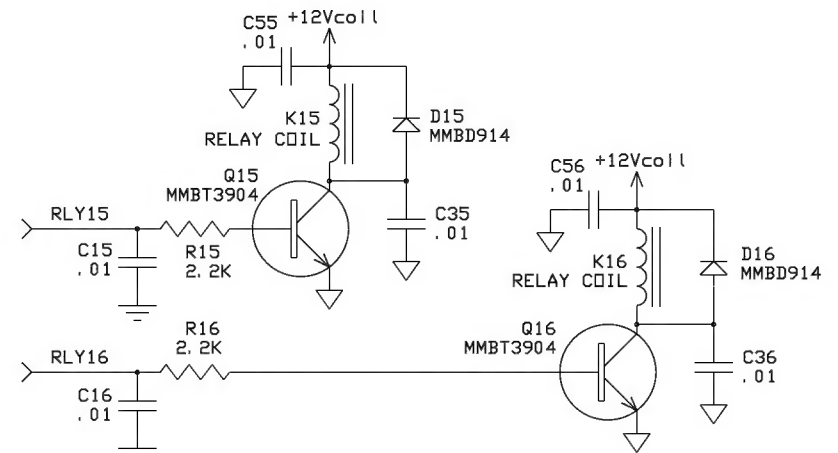 C55
.01
+12Vcoil
K15
RELAY COIL
D15
MMBD914
Q15
MMBT3904
C35
.01
RLY15
C15
.01
R15
2.2K
C56
.01
+12Vcoil
K16
RELAY COIL
D16
MMBD914
Q16
MMBT3904
C36
.01
R16
2.2K
RLY16
C16
.01